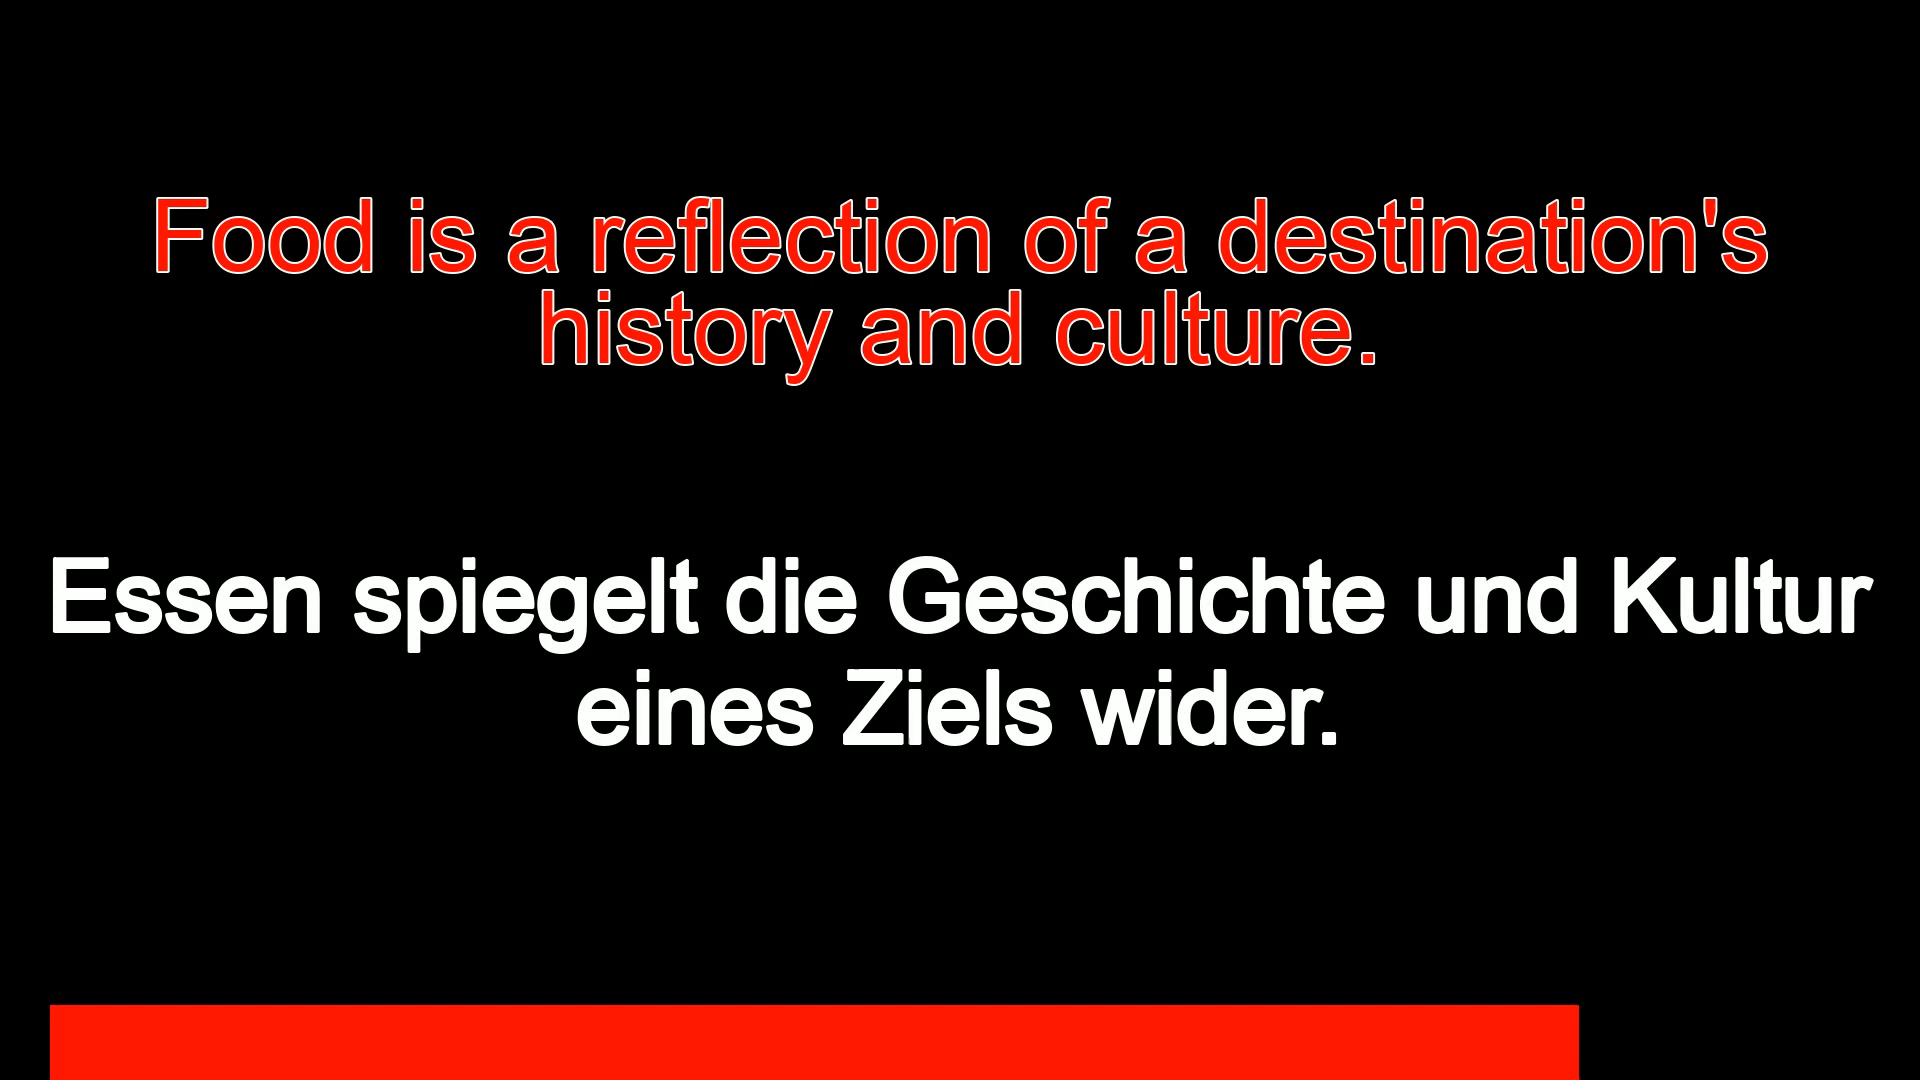 Food is a reflection of a destination's
history and culture.
Essen spiegelt die Geschichte und Kultur
eines Ziels wider.